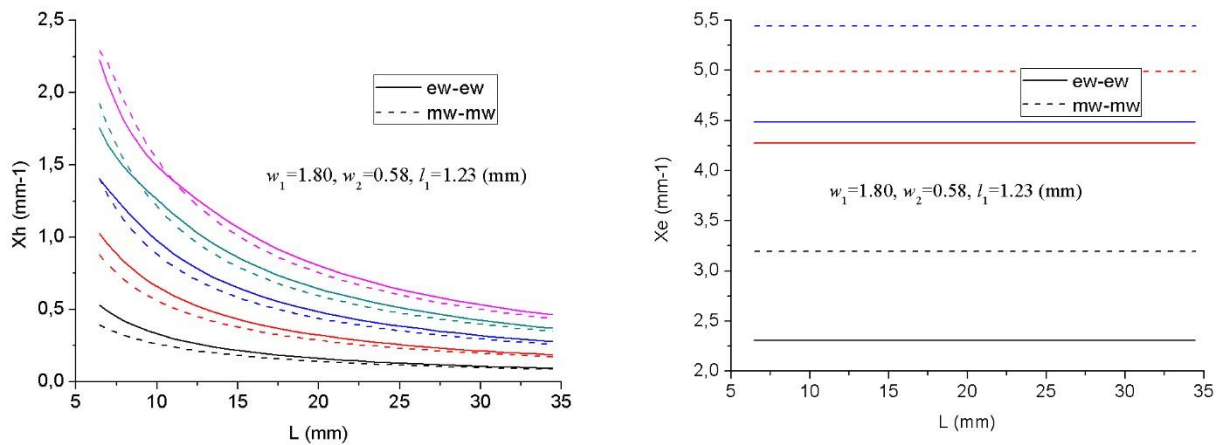 2,5
2,0
1,5
1,0
0,5
0,0
Xh (mm-1)
ew-ew
mw-mw
w1=1.80, w2=0.58, l1=1.23 (mm)
5 10 15 20 25 30 35
L (mm)
5,5
5,0
4,5
4,0
3,5
3,0
2,5
2,0
Xe (mm-1)
ew-ew
mw-mw
w1=1.80, w2=0.58, l1=1.23 (mm)
5 10 15 20 25 30 35
L (mm)